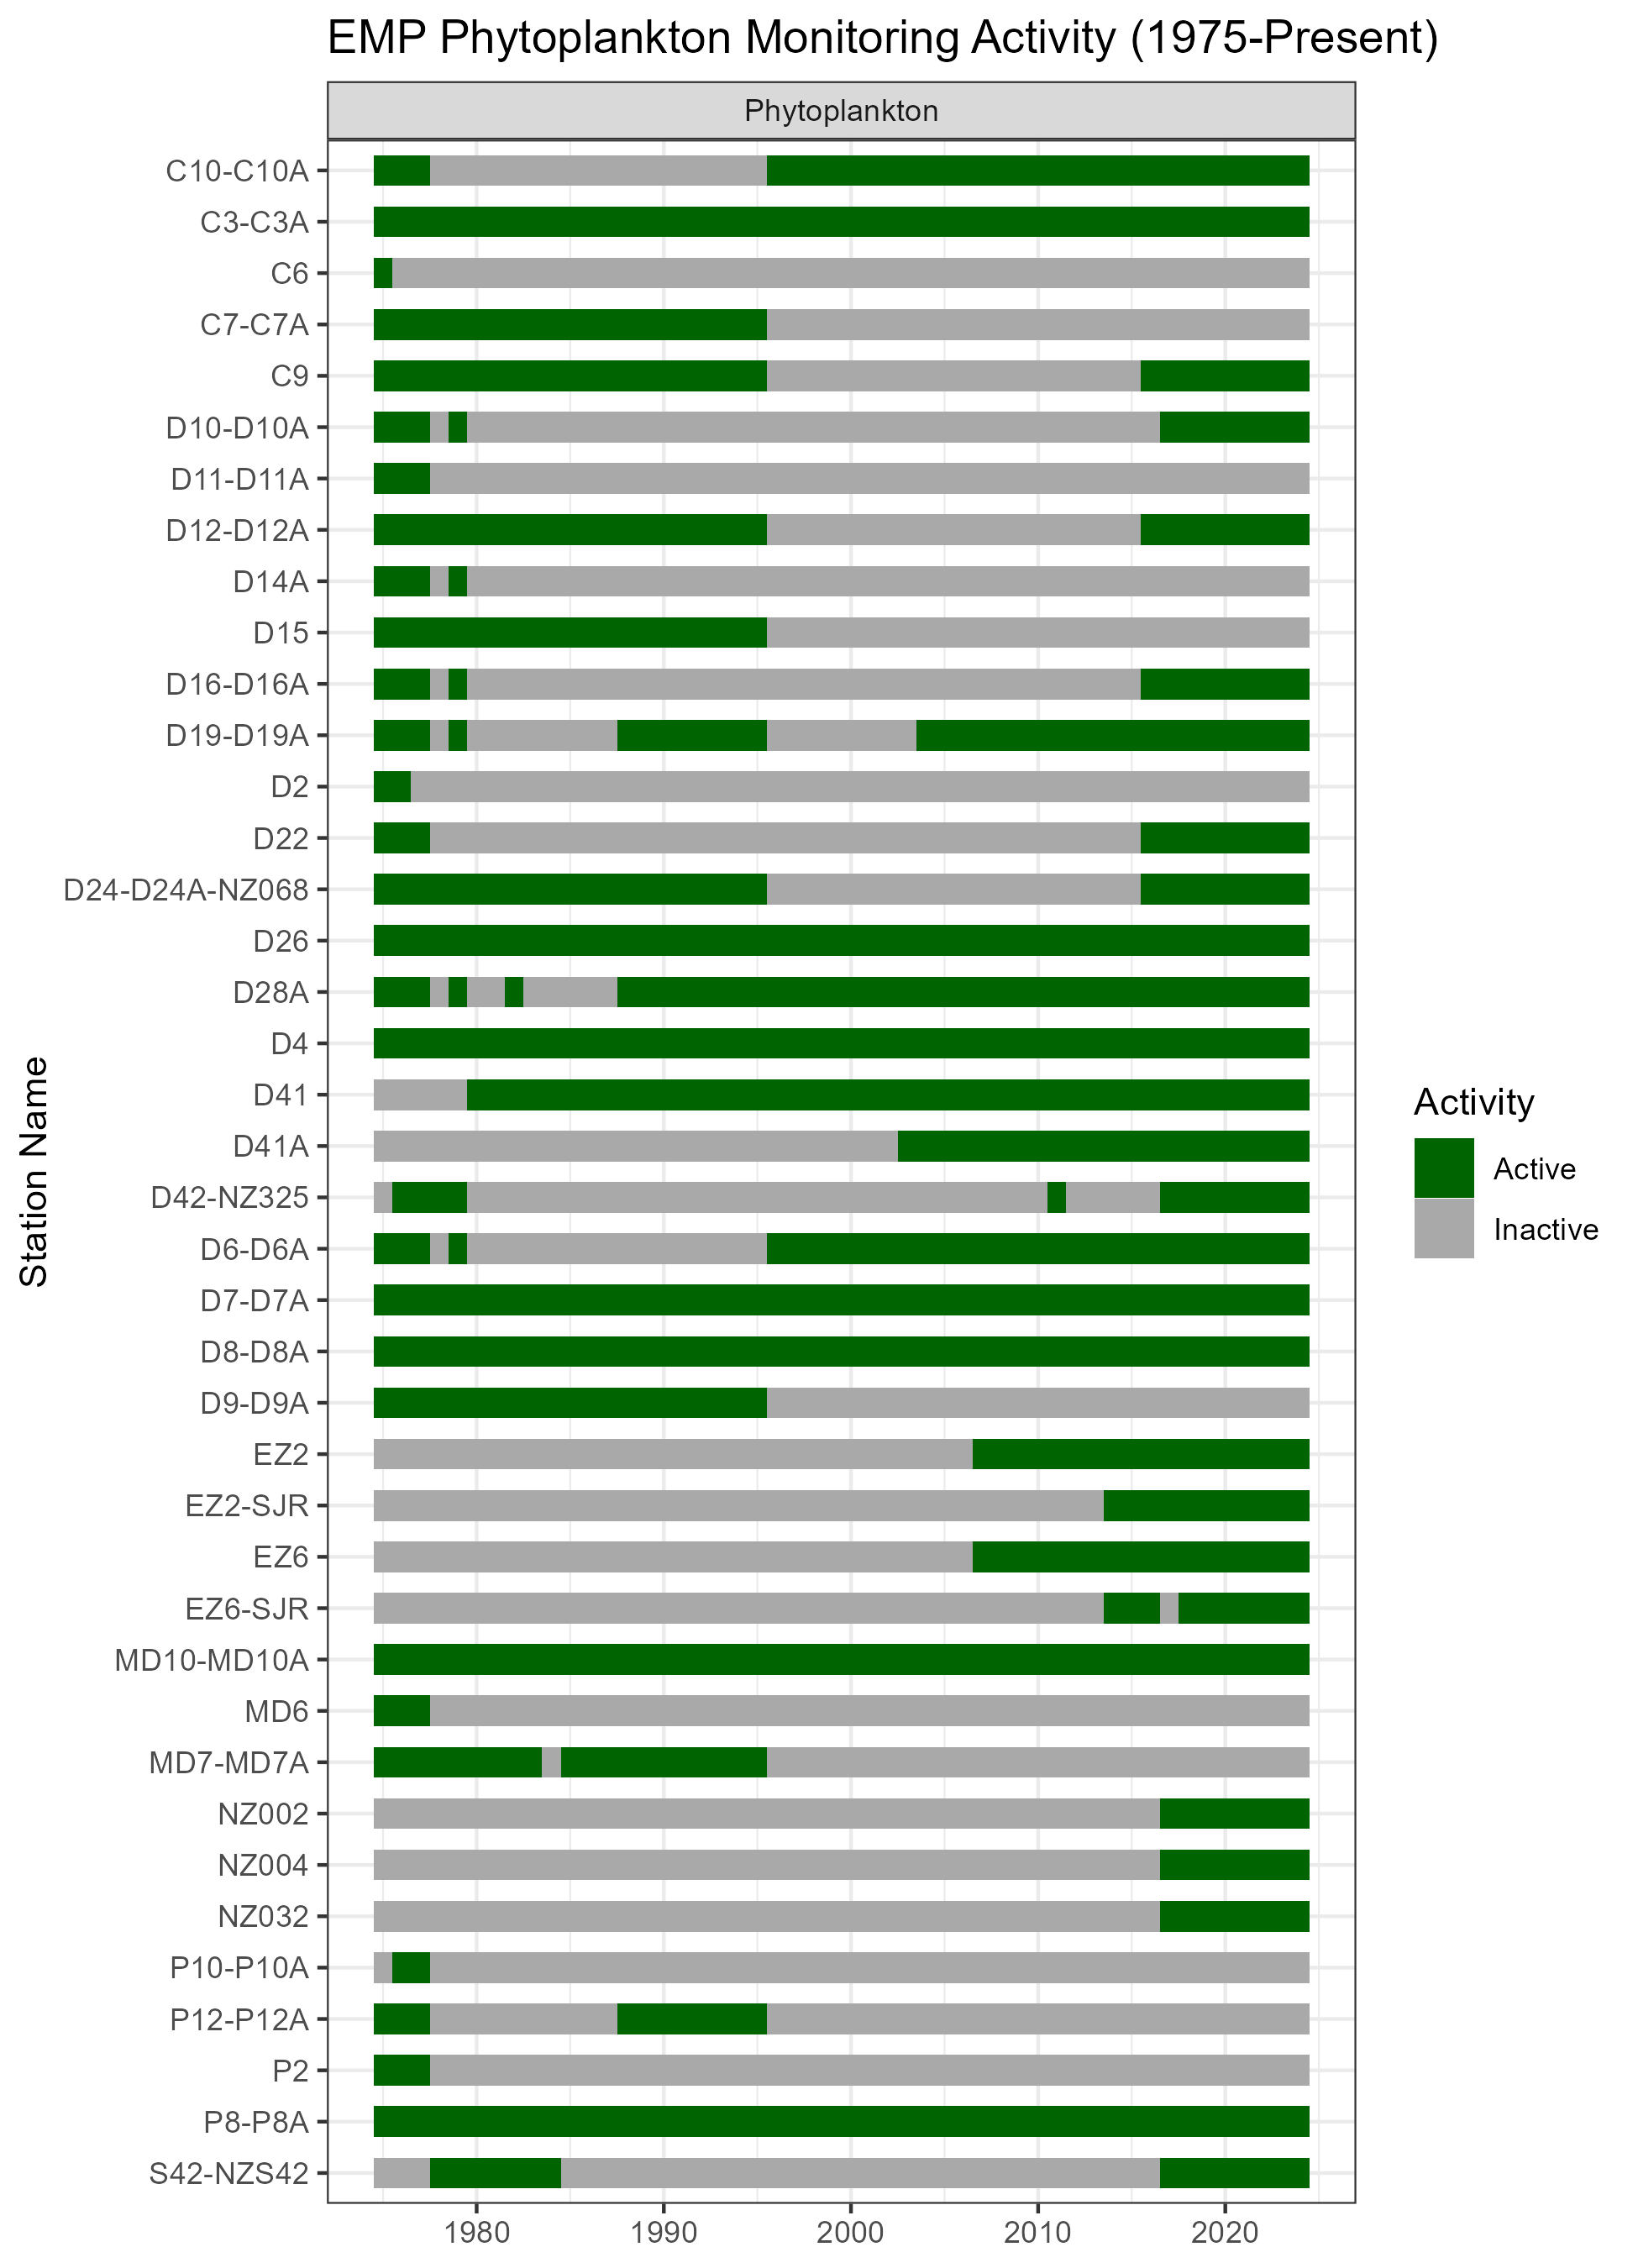 EMP Phytoplankton Monitoring Activity (1975-Present)
Phytoplankton
Station Name
C10-C10A
C3-C3A
C6
C7-C7A
C9
D10-D10A
D11-D11A
D12-D12A
D14A
D15
D16-D16A
D19-D19A
D2
D22
D24-D24A-NZ068
D26
D28A
D4
D41
D41A
D42-NZ325
D6-D6A
D7-D7A
D8-D8A
D9-D9A
EZ2
EZ2-SJR
EZ6
EZ6-SJR
MD10-MD10A
MD6
MD7-MD7A
NZ002
NZ004
NZ032
P10-P10A
P12-P12A
P2
P8-P8A
S42-NZS42
1980 1990 2000 2010 2020
Activity
Active
Inactive